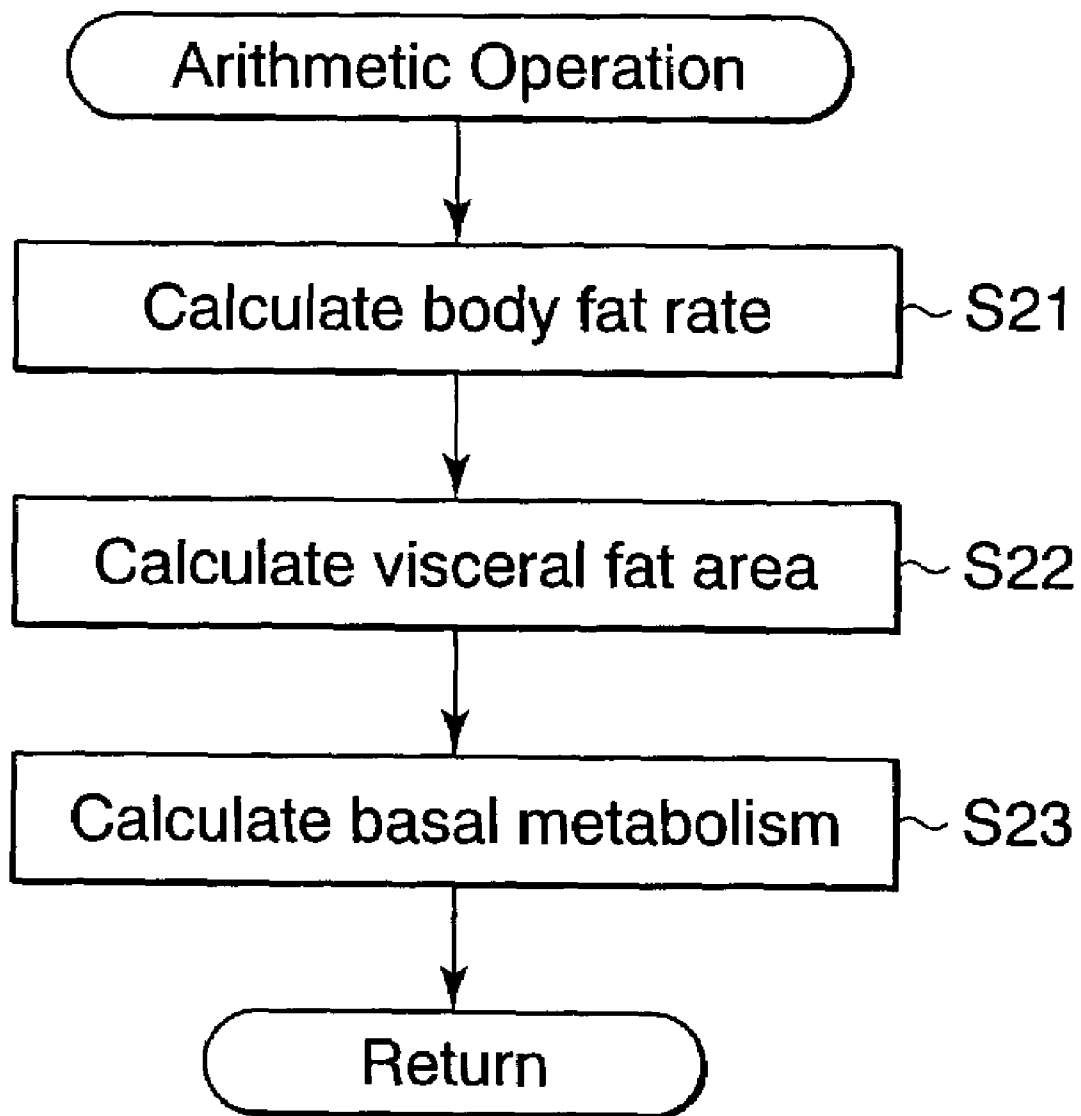 Arithmetic Operation
Calculate body fat rate
S21
Calculate visceral fat area
S22
Calculate basal metabolism
S23
Return